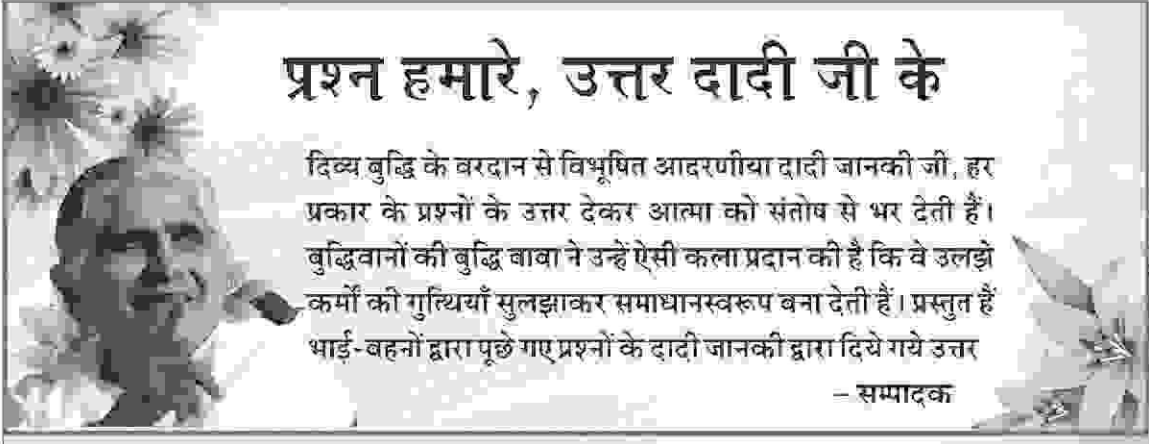 प्रश्न हमारे, उत्तर दादी जी के
दिव्य बुद्धि के वरदान से विभूषित आदरणीया दादी जानकी जी, हर
प्रकार के प्रश्नों के उत्तर देकर आत्मा को संतोष से भर देती हैं।
बुद्धिवानों की बुद्धि बाबा ने उन्हें ऐसी कला प्रदान की है कि वे उलझे
कर्मों की गुत्थियाँ सुलझाकर समाधानस्वरूप बना देती हैं। प्रस्तुत हैं
भाई-बहनों द्वारा पूछे गए प्रश्नों के दादी जानकी द्वारा दिये गये उत्तर
– सम्पादक